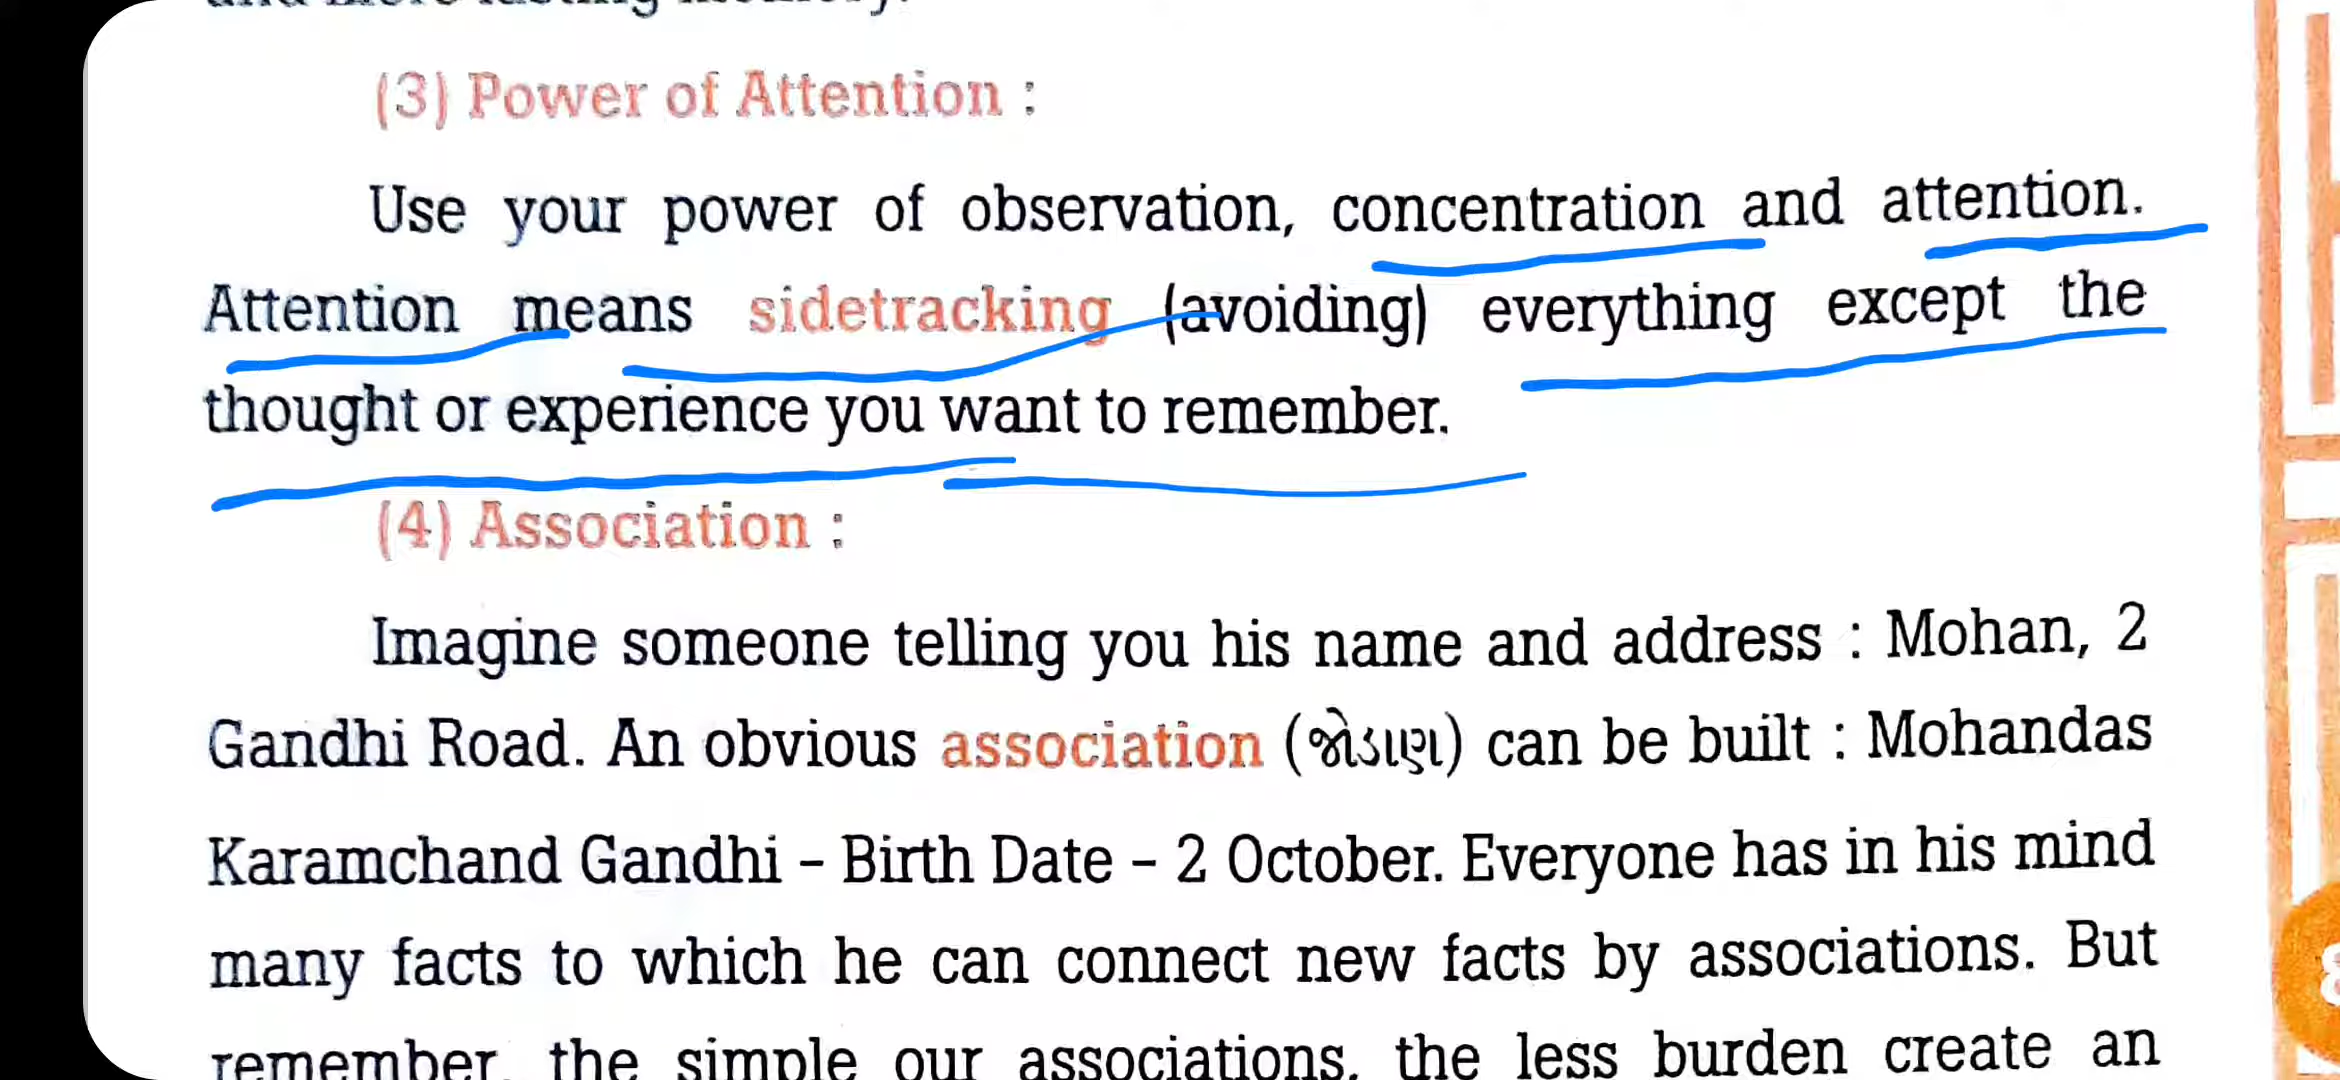 and more lasting memory.
(3) Power of Attention :
Use your power of observation, concentration and attention.
Attention means sidetracking (avoiding) everything except the
thought or experience you want to remember.
(4) Association :
Imagine someone telling you his name and address : Mohan, 2
Gandhi Road. An obvious association (જોડાણ) can be built : Mohandas
Karamchand Gandhi – Birth Date – 2 October. Everyone has in his mind
many facts to which he can connect new facts by associations. But
remember, the simple our associations, the less burden create an